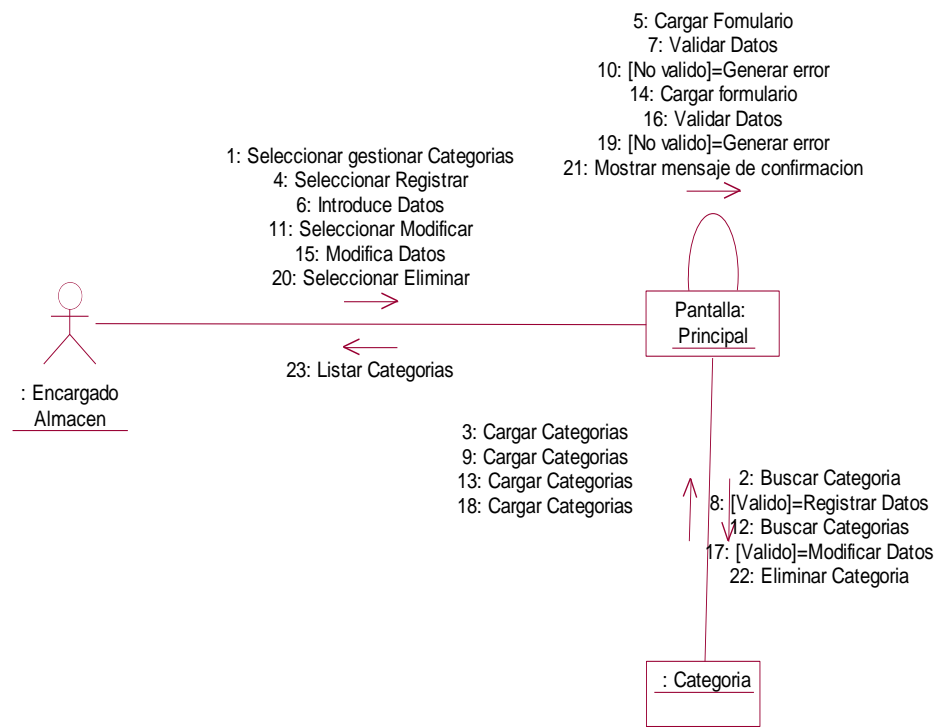 5: Cargar Fomulario
7: Validar Datos
10: [No valido]=Generar error
14: Cargar formulario
16: Validar Datos
19: [No valido]=Generar error
21: Mostrar mensaje de confirmacion
1: Seleccionar gestionar Categorias
4: Seleccionar Registrar
6: Introduce Datos
11: Seleccionar Modificar
15: Modifica Datos
20: Seleccionar Eliminar
Pantalla:
Principal
23: Listar Categorias
: Encargado
Almacen
3: Cargar Categorias
9: Cargar Categorias
13: Cargar Categorias
18: Cargar Categorias
2: Buscar Categoria
8: [Valido]=Registrar Datos
12: Buscar Categorias
17: [Valido]=Modificar Datos
22: Eliminar Categoria
: Categoria